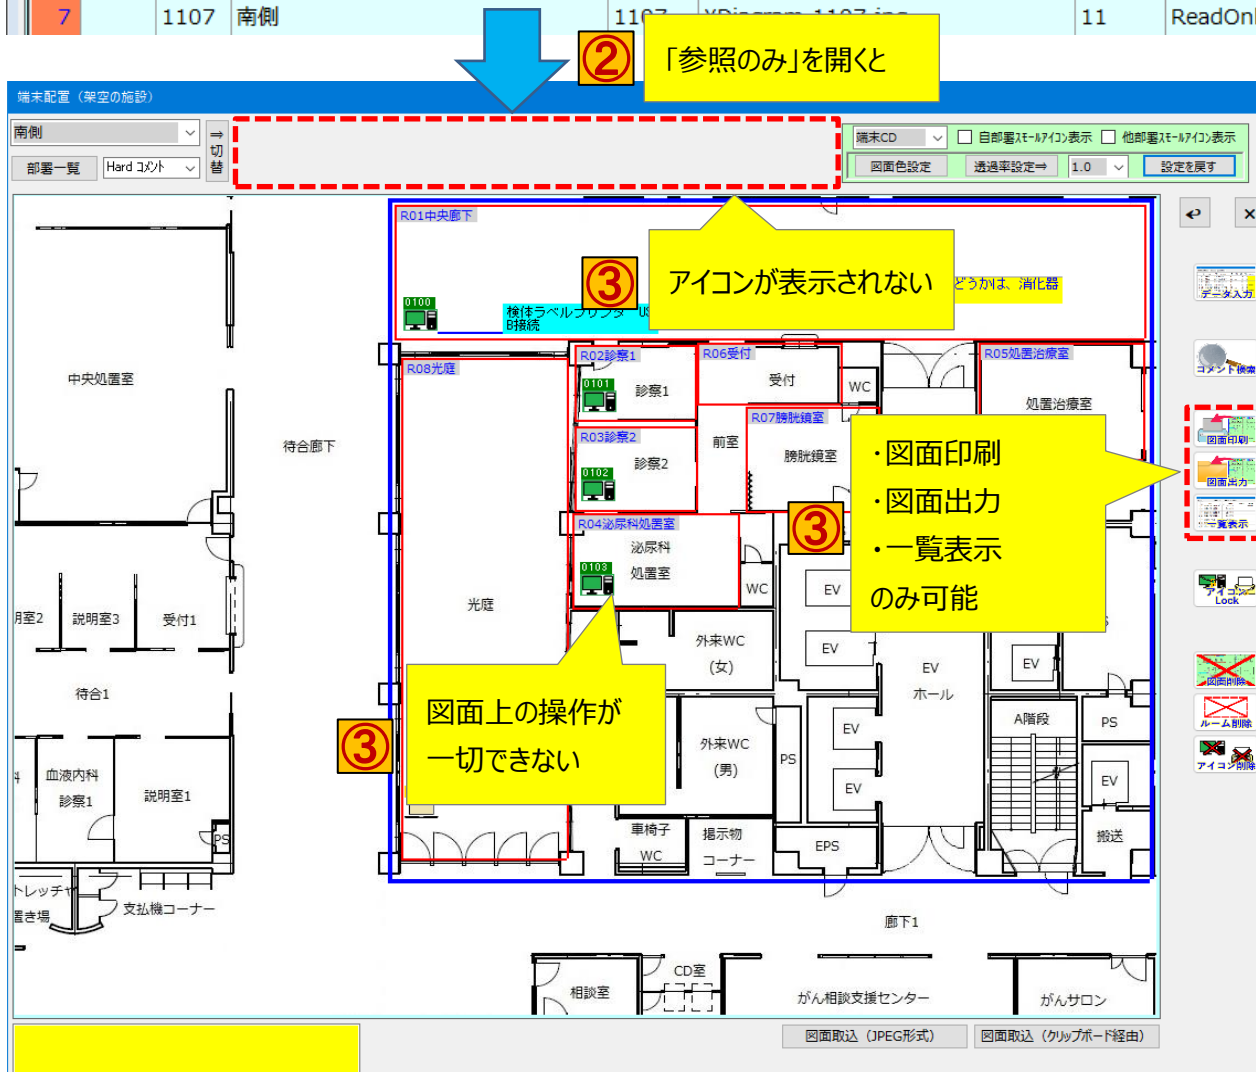 7 1107 南側 1107 XDiagram_1107.jpg 11 ReadOnl
②
「参照のみ」を開くと
端末配置（架空の施設）
南側
⇒切替
部署一覧 Hard コメント
端末CD 自部署スモールアイコン表示 他部署スモールアイコン表示
図面色設定 透過率設定⇒ 1.0 設定を戻す
R01中央廊下
③
アイコンが表示されない
どうかは、消化器
0100
検体ラベルプリンタ US
B接続
データ入力
コメント検索
図面印刷
図面出力
一覧表示
アイコン
Lock
図面削除
ルーム削除
アイコン削除
中央処置室
待合廊下
R08光庭
R02診察1
0101
診察1
R06受付
受付
WC
R05処置治療室
処置治療室
R03診察2
0102
診察2
前室
R07膀胱鏡室
膀胱鏡室
③
・図面印刷
・図面出力
・一覧表示
のみ可能
R04泌尿科処置室
泌尿科
処置室
0103
WC
EV
光庭
月室2
説明室3
受付1
外来WC
(女)
EV
EV
ホール
EV
待合1
③
図面上の操作が
一切できない
外来WC
(男)
PS
EV
EV
A階段
PS
EV
血液内科
診察1
説明室1
PS
車椅子
WC
掲示物
コーナー
EPS
搬送
トレッチャ
置き場
支払機コーナー
廊下1
相談室
CD室
がん相談支援センター
がんサロン
図面取込（JPEG形式） 図面取込（クリップボード経由）